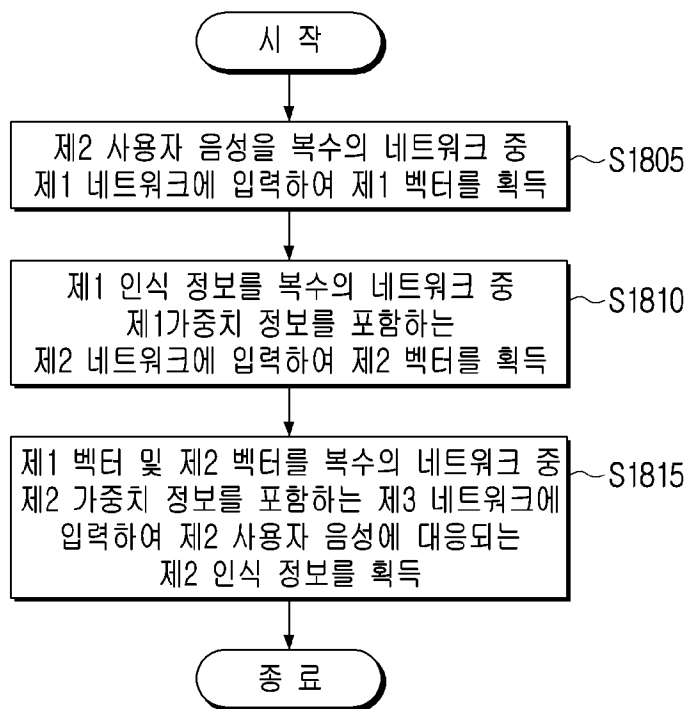 시 작
제2 사용자 음성을 복수의 네트워크 중
제1 네트워크에 입력하여 제1 벡터를 획득
S1805
제1 인식 정보를 복수의 네트워크 중
제1가중치 정보를 포함하는
제2 네트워크에 입력하여 제2 벡터를 획득
S1810
제1 벡터 및 제2 벡터를 복수의 네트워크 중
제2 가중치 정보를 포함하는 제3 네트워크에
입력하여 제2 사용자 음성에 대응되는
제2 인식 정보를 획득
S1815
종 료